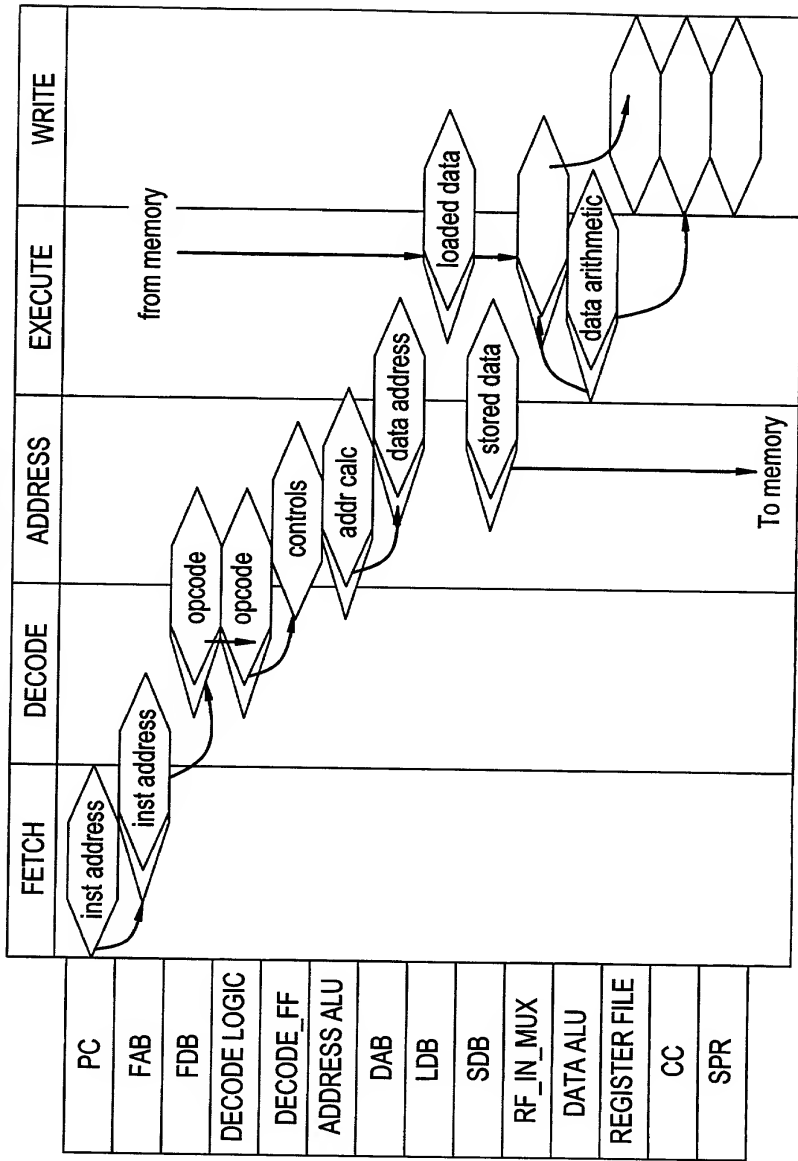 FETCH
DECODE
ADDRESS
EXECUTE
WRITE
PC
inst address
FAB
inst address
FDB
opcode
from memory
DECODE LOGIC
opcode
DECODE_FF
controls
ADDRESS ALU
addr calc
DAB
data address
LDB
loaded data
SDB
stored data
RF_IN_MUX
DATA ALU
data arithmetic
REGISTER FILE
CC
SPR
To memory